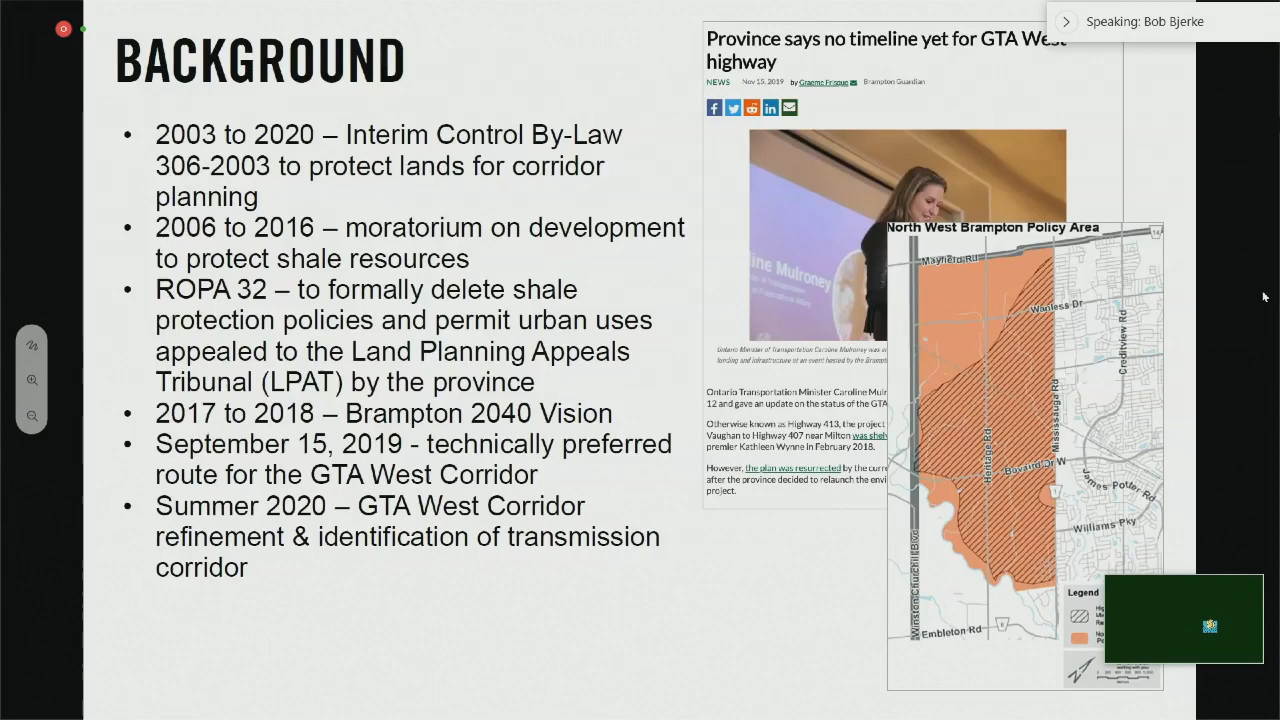 Speaking: Bob Bjerke
BACKGROUND
• 2003 to 2020 – Interim Control By-Law
306-2003 to protect lands for corridor
planning
• 2006 to 2016 – moratorium on development
to protect shale resources
• ROPA 32 – to formally delete shale
protection policies and permit urban uses
appealed to the Land Planning Appeals
Tribunal (LPAT) by the province
• 2017 to 2018 – Brampton 2040 Vision
• September 15, 2019 - technically preferred
route for the GTA West Corridor
• Summer 2020 – GTA West Corridor
refinement & identification of transmission
corridor
Province says no timeline yet for GTA West
highway
NEWS Nov 15, 2019 by Graeme Frisque Brampton Guardian
ine Mulroney
Ontario Minister of Transportation Caroline Mulroney was
funding and infrastructure at an event hosted by the
Ontario Transportation Minister Caroline
12 and gave an update on the status of the GTA
Otherwise known as Highway 413, the project
Vaughan to Highway 407 near Milton was
premier Kathleen Wynne in February 2018.
However, the plan was resurrected by the
after the province decided to relaunch the
project.
North West Brampton Policy Area
Mayfield Rd
Wanless Dr
Creditview Rd
Mississauga Rd
Heritage Rd
Bovaird Dr W
James Potter Rd
Williams Pky
Winston Churchill Blvd
Embleton Rd
Legend